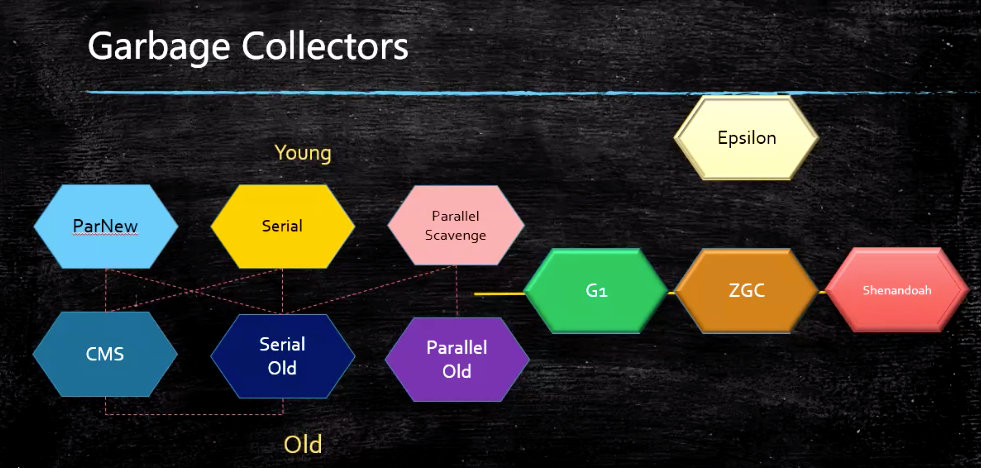 Garbage Collectors
Epsilon
Young
ParNew
Serial
Parallel
Scavenge
G1
ZGC
Shenandoah
CMS
Serial
Old
Parallel
Old
Old